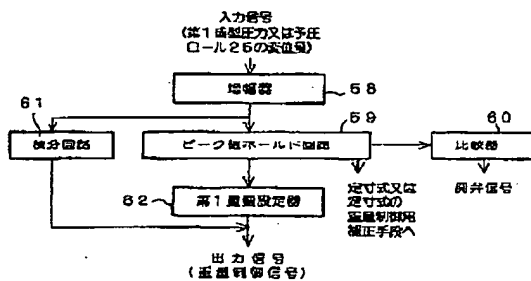 入力信号
(第1成型圧力又は予圧
ロール25の変位量)
増幅器
58
61
59
60
積分回路
ピーク値ホールド回路
比較器
62
第1重量設定器
定寸式又は
定寸式の
重量制御用
補正手段へ
信号
出力信号
(重量制御信号)